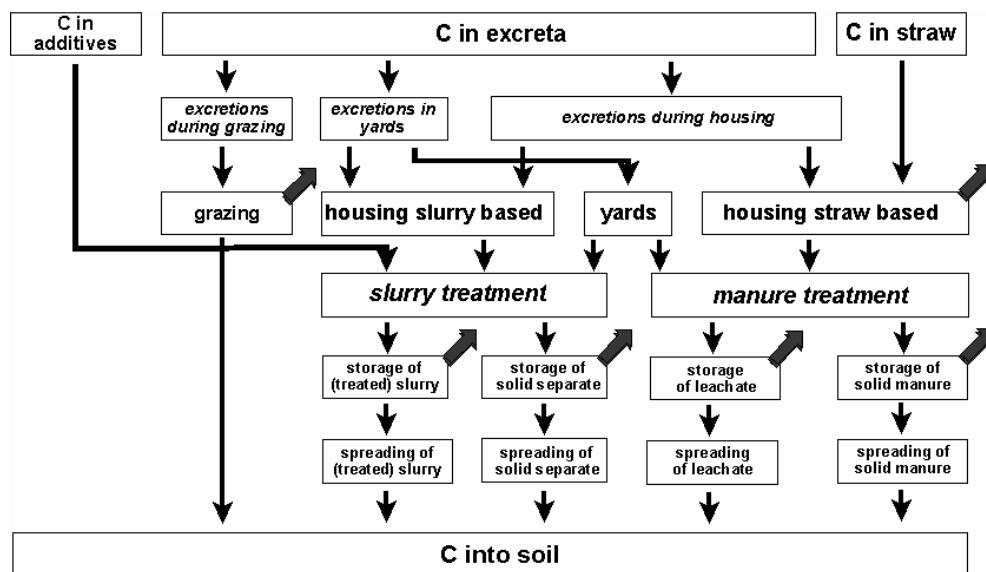 C in
additives
C in excreta
C in straw
excretions
during grazing
excretions in
yards
excretions during housing
grazing
housing slurry based
yards
housing straw based
slurry treatment
manure treatment
storage of
(treated) slurry
storage of
solid separate
storage
of leachate
storage of
solid manure
spreading of
(treated) slurry
spreading of
solid separate
spreading
of leachate
spreading of
solid manure
C into soil